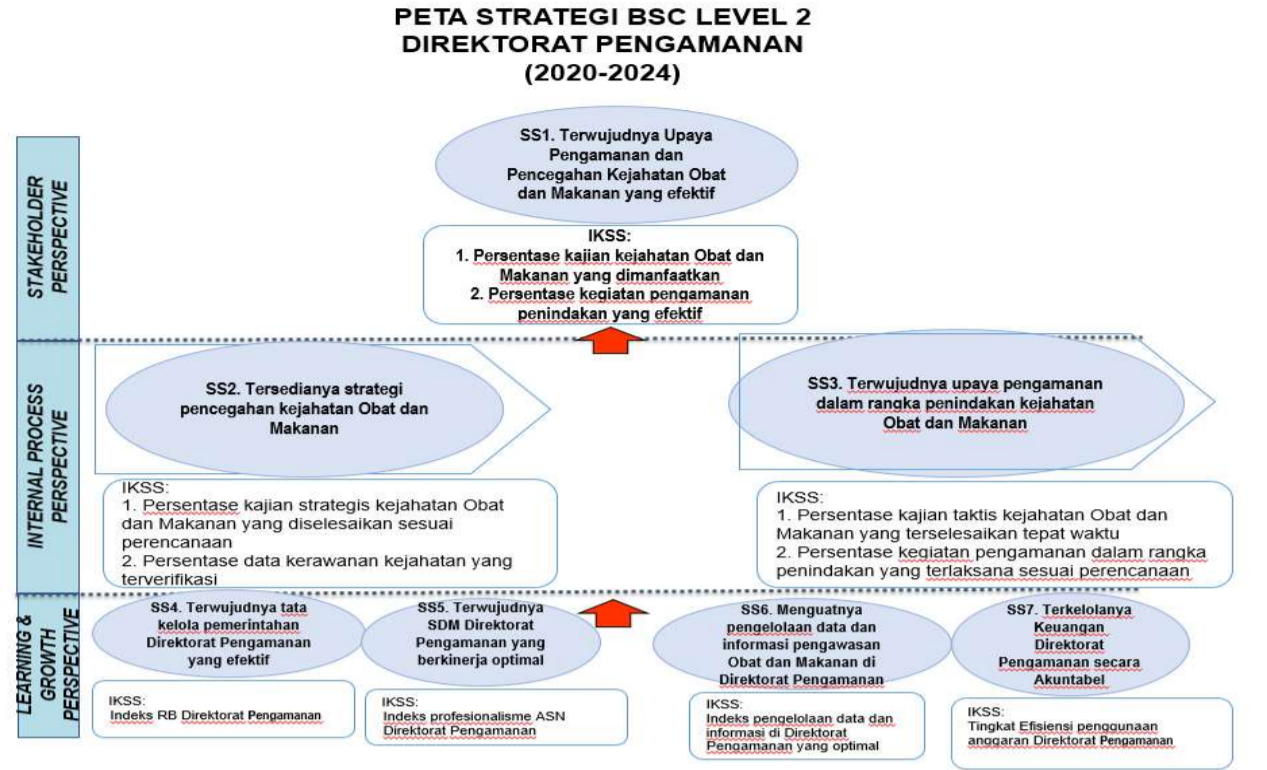 PETA STRATEGI BSC LEVEL 2
DIREKTORAT PENGAMANAN
(2020-2024)
STAKEHOLDER
PERSPECTIVE
SS1. Terwujudnya Upaya
Pengamanan dan
Pencegahan Kejahatan Obat
dan Makanan yang efektif
IKSS:
1. Persentase kajian kejahatan Obat dan
Makanan yang dimanfaatkan
2. Persentase kegiatan pengamanan
penindakan yang efektif
INTERNAL PROCESS
PERSPECTIVE
SS2. Tersedianya strategi
pencegahan kejahatan Obat dan
Makanan
IKSS:
1. Persentase kajian strategis kejahatan Obat
dan Makanan yang diselesaikan sesuai
perencanaan
2. Persentase data kerawanan kejahatan yang
terverifikasi
SS3. Terwujudnya upaya pengamanan
dalam rangka penindakan kejahatan
Obat dan Makanan
IKSS:
1. Persentase kajian taktis kejahatan Obat dan
Makanan yang terselesaikan tepat waktu
2. Persentase kegiatan pengamanan dalam rangka
penindakan yang terlaksana sesuai perencanaan
LEARNING &
GROWTH
PERSPECTIVE
SS4. Terwujudnya tata
kelola pemerintahan
Direktorat Pengamanan
yang efektif
IKSS:
Indeks RB Direktorat Pengamanan
SS5. Terwujudnya
SDM Direktorat
Pengamanan yang
berkinerja optimal
IKSS:
Indeks profesionalisme ASN
Direktorat Pengamanan
SS6. Menguatnya
pengelolaan data dan
informasi pengawasan
Obat dan Makanan di
Direktorat Pengamanan
IKSS:
Indeks pengelolaan data dan
informasi di Direktorat
Pengamanan yang optimal
SS7. Terkelolanya
Keuangan
Direktorat
Pengamanan secara
Akuntabel
IKSS:
Tingkat Efisiensi penggunaan
anggaran Direktorat Pengamanan